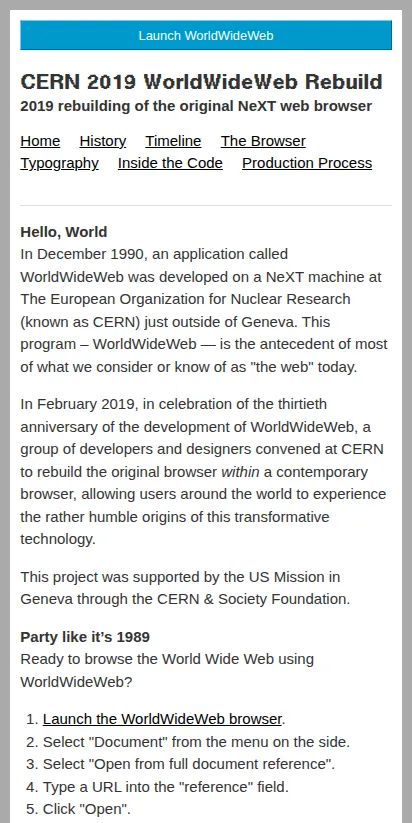 Launch WorldWideWeb
CERN 2019 WorldWideWeb Rebuild
2019 rebuilding of the original NeXT web browser
Home History Timeline The Browser
Typography Inside the Code Production Process
Hello, World
In December 1990, an application called
WorldWideWeb was developed on a NeXT machine at
The European Organization for Nuclear Research
(known as CERN) just outside of Geneva. This
program – WorldWideWeb — is the antecedent of most
of what we consider or know of as "the web" today.
In February 2019, in celebration of the thirtieth
anniversary of the development of WorldWideWeb, a
group of developers and designers convened at CERN
to rebuild the original browser within a contemporary
browser, allowing users around the world to experience
the rather humble origins of this transformative
technology.
This project was supported by the US Mission in
Geneva through the CERN & Society Foundation.
Party like it’s 1989
Ready to browse the World Wide Web using
WorldWideWeb?
1. Launch the WorldWideWeb browser.
2. Select "Document" from the menu on the side.
3. Select "Open from full document reference".
4. Type a URL into the "reference" field.
5. Click "Open".